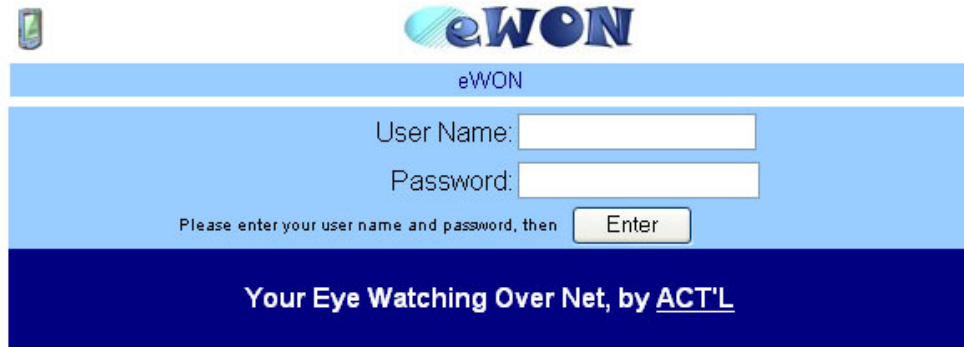 eWON
eWON
User Name:
Password:
Please enter your user name and password, then Enter
Your Eye Watching Over Net, by ACT'L